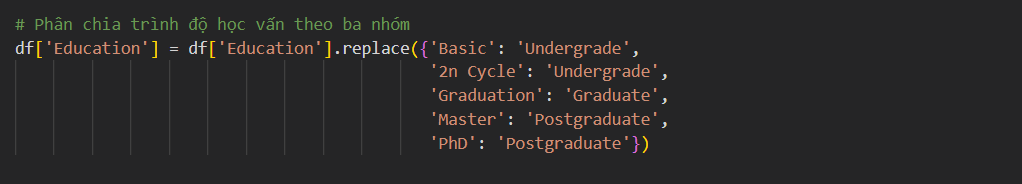 # Phân chia trình độ học vấn theo ba nhóm
df['Education'] = df['Education'].replace({'Basic': 'Undergrade',
'2n Cycle': 'Undergrade',
'Graduation': 'Graduate',
'Master': 'Postgraduate',
'PhD': 'Postgraduate'})